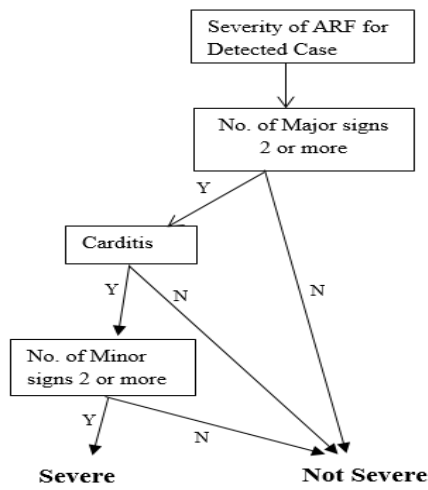 Severity of ARF for
Detected Case
No. of Major signs
2 or more
Y
Carditis
N
Y
N
No. of Minor
signs 2 or more
Y
N
Severe
Not Severe